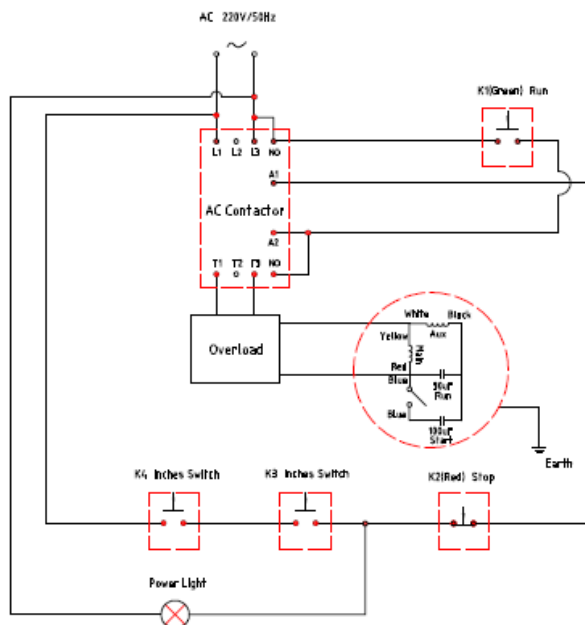 AC 220V/50Hz
K1(Green) Run
L1 L2 L3 NO
A1
AC Contactor
A2
T1 T2 T3 NO
White Black
Yellow Aux
Main
Overload
Red
Blue 50uF
Run
Blue 100uF
Start
Earth
K4 Inches Switch K3 Inches Switch K2(Red) Stop
Power Light